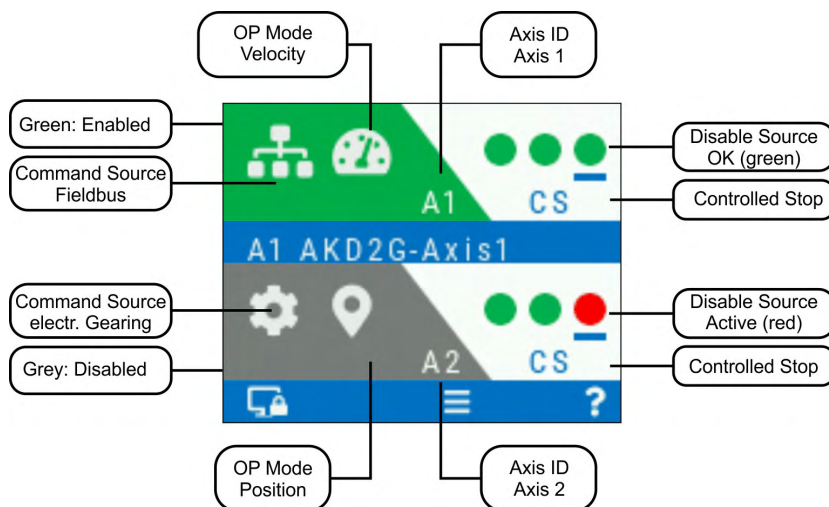 OP Mode
Velocity
Axis ID
Axis 1
Green: Enabled
Disable Source
OK (green)
Command Source
Fieldbus
A1
CS
Controlled Stop
A1 AKD2G-Axis1
Command Source
electr. Gearing
Disable Source
Active (red)
Grey: Disabled
A2
CS
Controlled Stop
?
OP Mode
Position
Axis ID
Axis 2